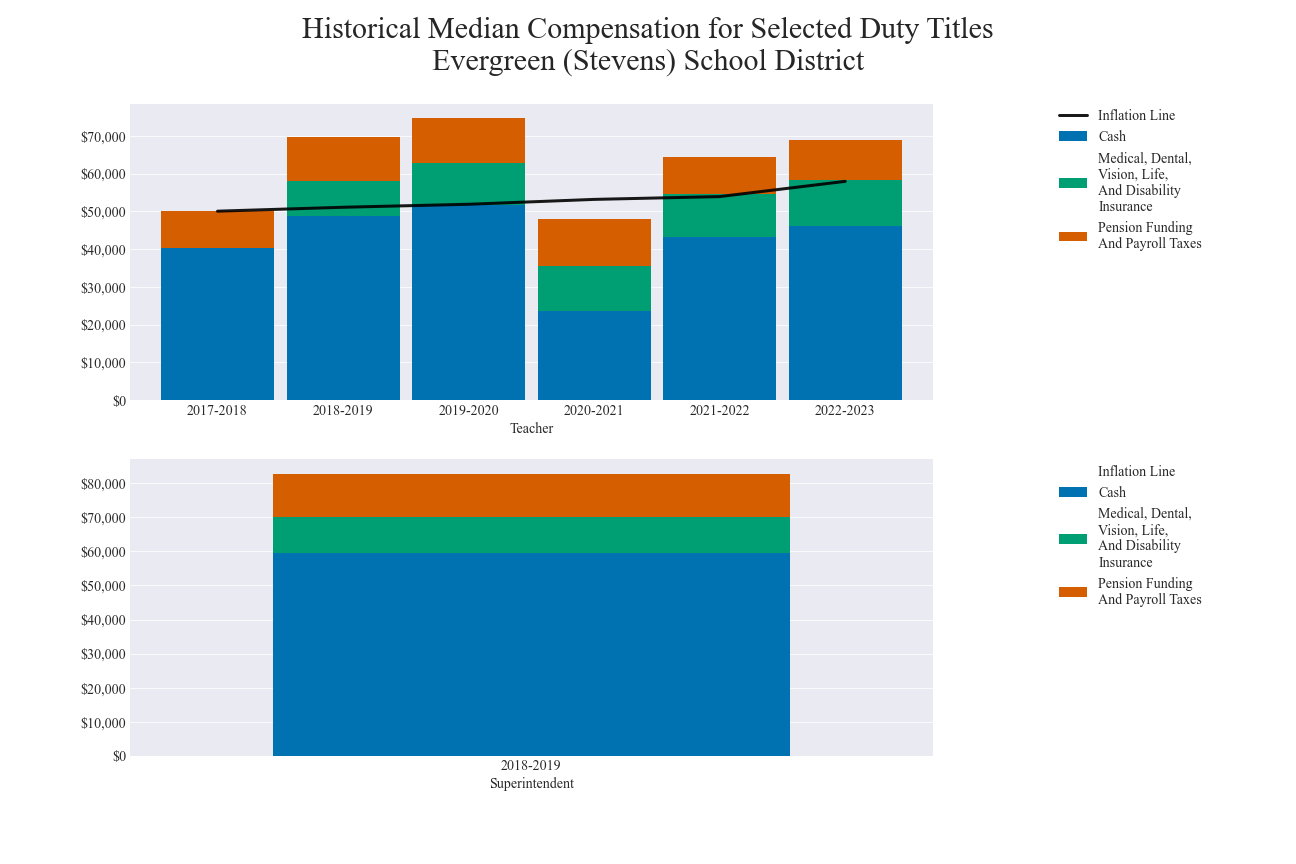 Historical Median Compensation for Selected Duty Titles
Evergreen (Stevens) School District
$70,000
$60,000
$50,000
$40,000
$30,000
$20,000
$10,000
$0
2017-2018
2018-2019
2019-2020
2020-2021
2021-2022
2022-2023
Teacher
Inflation Line
Cash
Medical, Dental,
Vision, Life,
And Disability
Insurance
Pension Funding
And Payroll Taxes
$80,000
$70,000
$60,000
$50,000
$40,000
$30,000
$20,000
$10,000
$0
2018-2019
Superintendent
Inflation Line
Cash
Medical, Dental,
Vision, Life,
And Disability
Insurance
Pension Funding
And Payroll Taxes